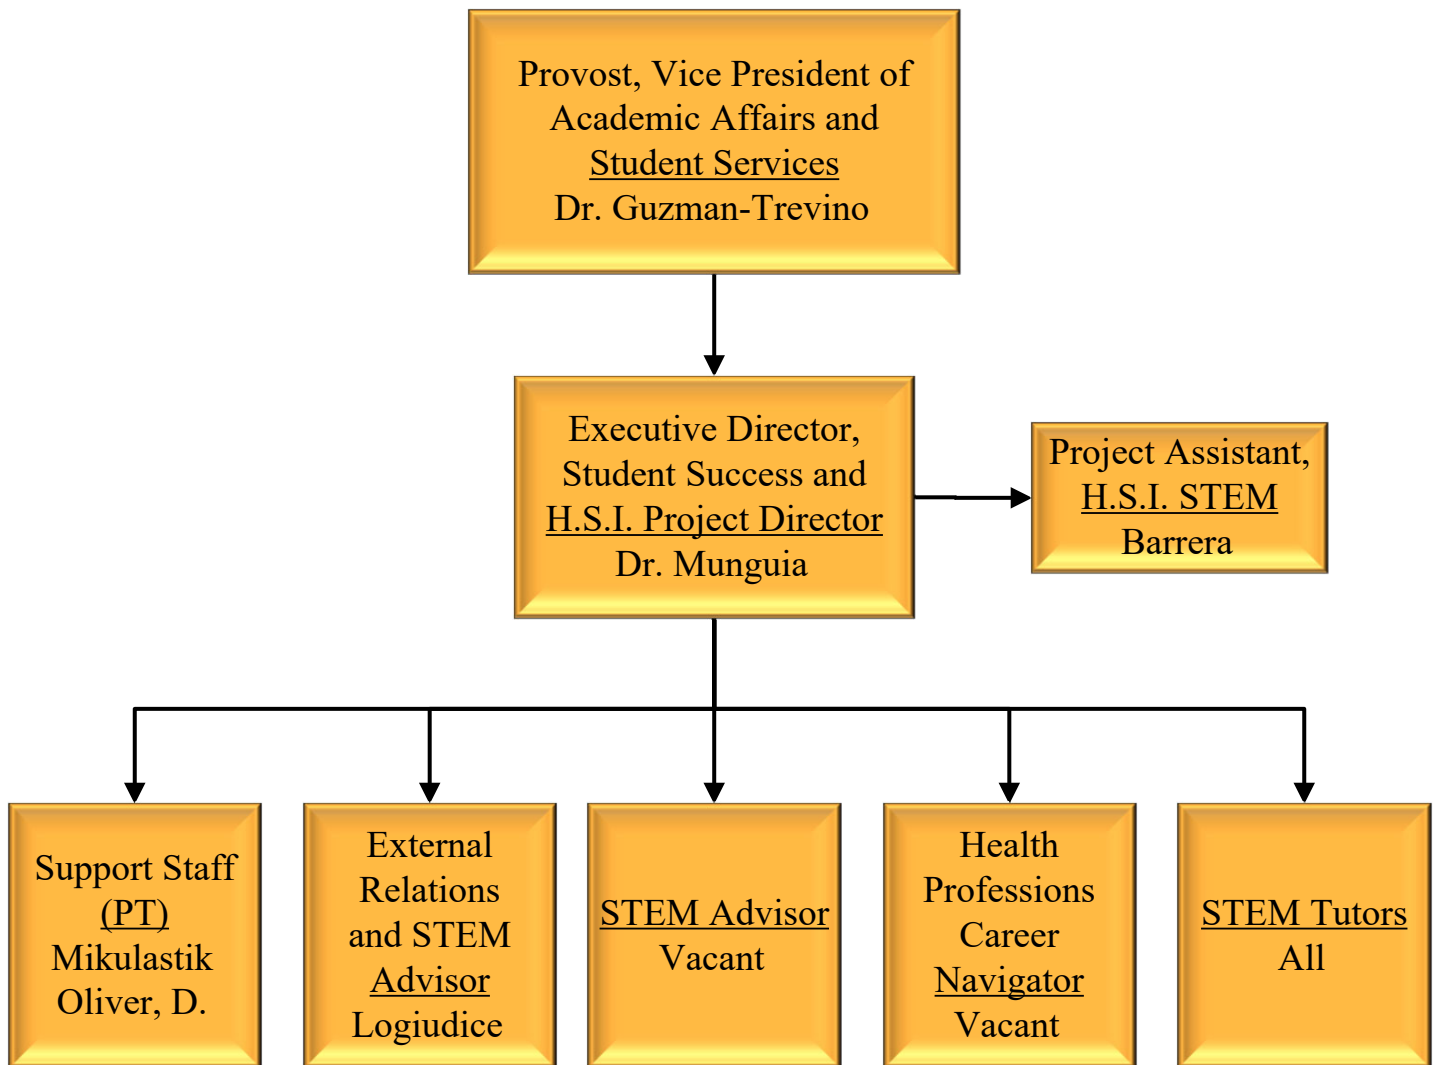 Provost, Vice President of
Academic Affairs and
Student Services
Dr. Guzman-Trevino
Executive Director,
Student Success and
H.S.I. Project Director
Dr. Munguia
Project Assistant,
H.S.I. STEM
Barrera
Support Staff
(PT)
Mikulastik
Oliver, D.
External
Relations
and STEM
Advisor
Logiudice
STEM Advisor
Vacant
Health
Professions
Career
Navigator
Vacant
STEM Tutors
All